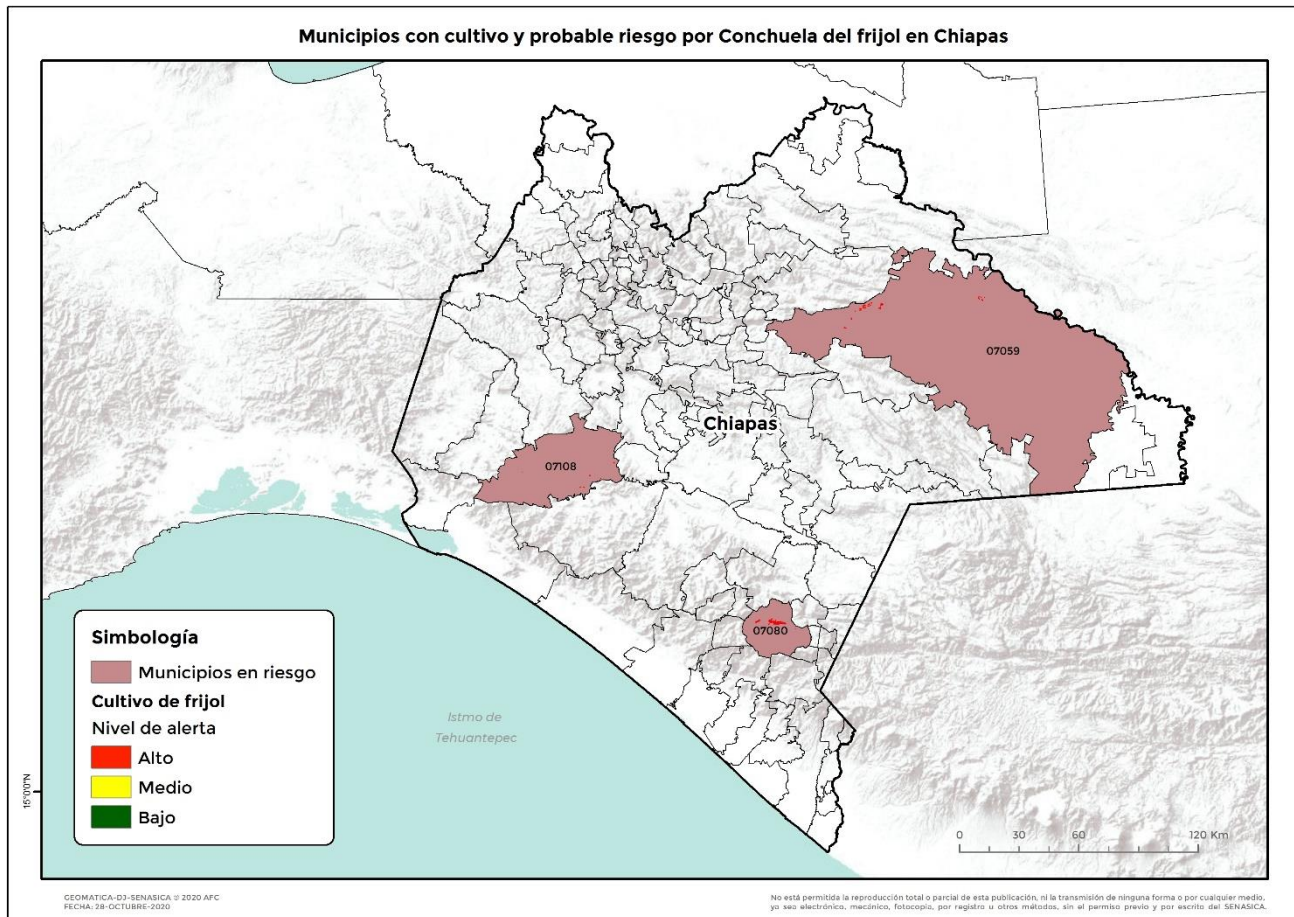 Municipios con cultivo y probable riesgo por Conchuela del frijol en Chiapas
07059
Chiapas
07108
07080
Simbología
Municipios en riesgo
Cultivo de frijol
Nivel de alerta
Alto
Medio
Bajo
Istmo de
Tehuantepec
15°0'0"N
0 30 60 120 Km
GEOMATICA-DJ-SENASICA © 2020 AFC
FECHA: 28-OCTUBRE-2020
No está permitida la reproducción total o parcial de esta publicación, ni la transmisión de ninguna forma o por cualquier medio,
ya sea electrónico, mecánico, fotocopia, por registro u otros métodos, sin el permiso previo y por escrito del SENASICA.